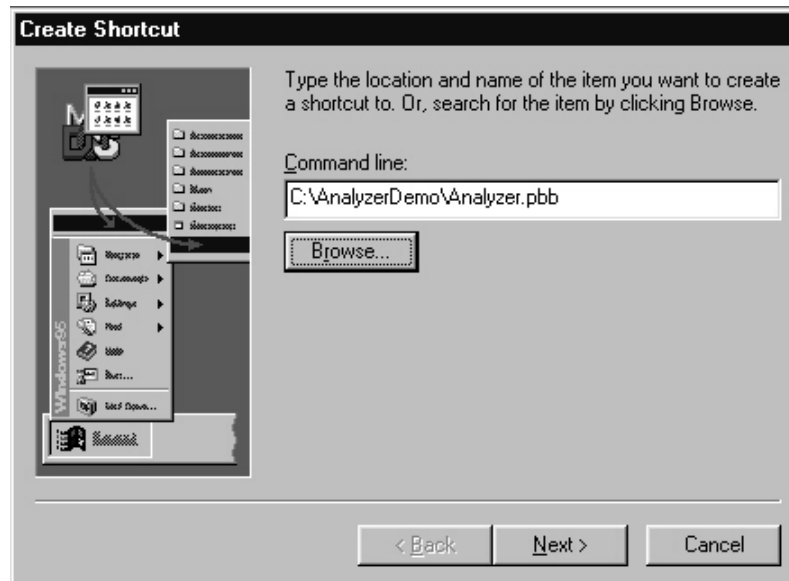 Create Shortcut
Type the location and name of the item you want to create
a shortcut to. Or, search for the item by clicking Browse.
Command line:
C:\AnalyzerDemo\Analyzer.pbb
Browse...
Windows95
< Back
Next >
Cancel